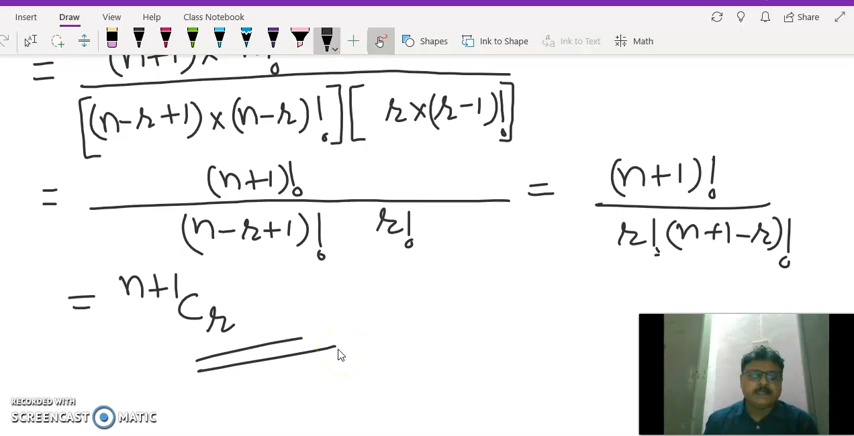 Insert Draw View Help Class Notebook Share
Shapes Ink to Shape Ink to Text Math
= (n+1)×
[(n-r+1)×(n-r)!][ r×(r-1)!]
= (n+1)! = (n+1)!
(n-r+1)! r! r!(n+1-r)!
= n+1Cr
RECORDED WITH
SCREENCAST MATIC